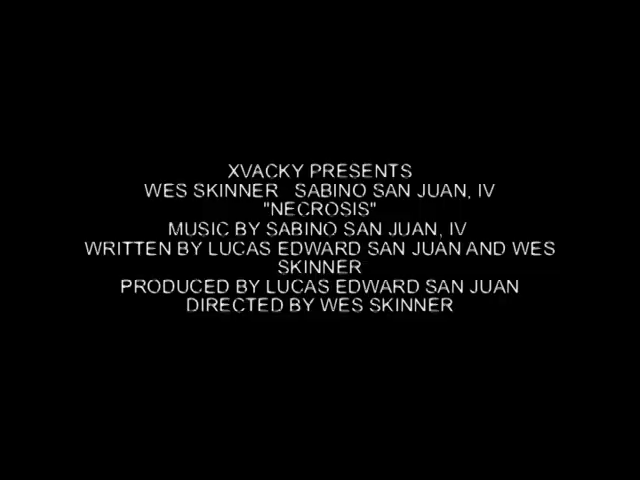 XVACKY PRESENTS
WES SKINNER   SABINO SAN JUAN, IV
"NECROSIS"
MUSIC BY SABINO SAN JUAN, IV
WRITTEN BY LUCAS EDWARD SAN JUAN AND WES
SKINNER
PRODUCED BY LUCAS EDWARD SAN JUAN
DIRECTED BY WES SKINNER